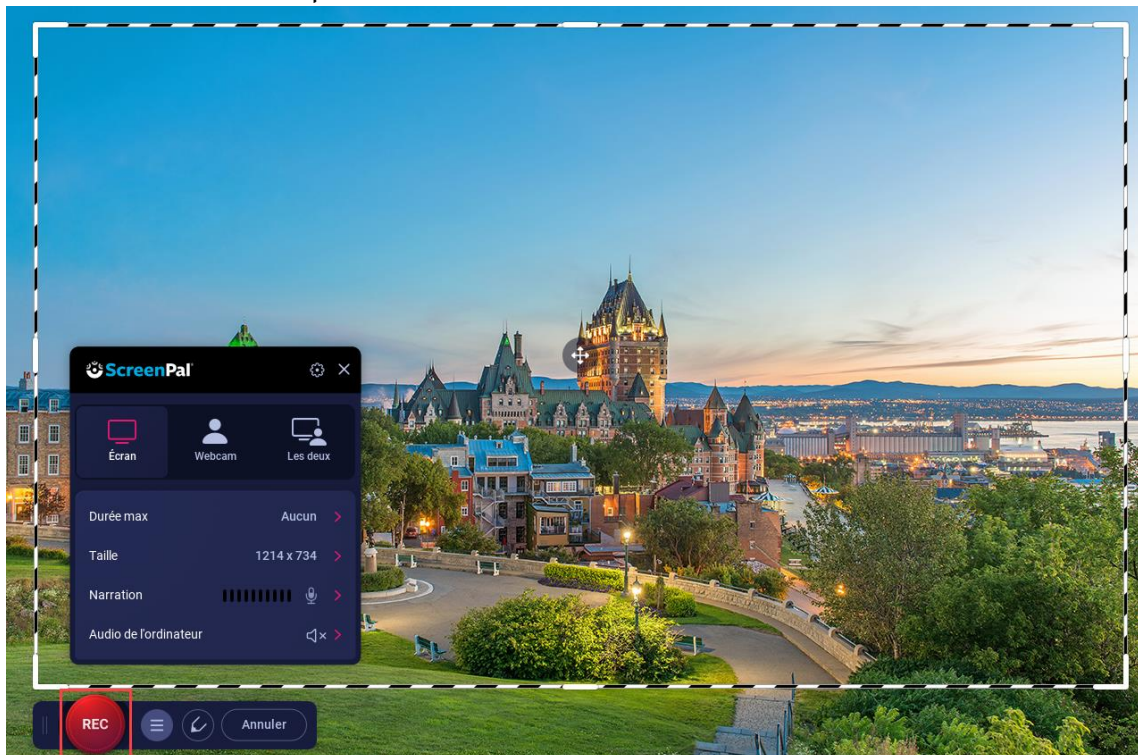 ScreenPal
Écran
Webcam
Les deux
Durée max Aucun
Taille 1214 x 734
Narration
Audio de l'ordinateur
REC
Annuler